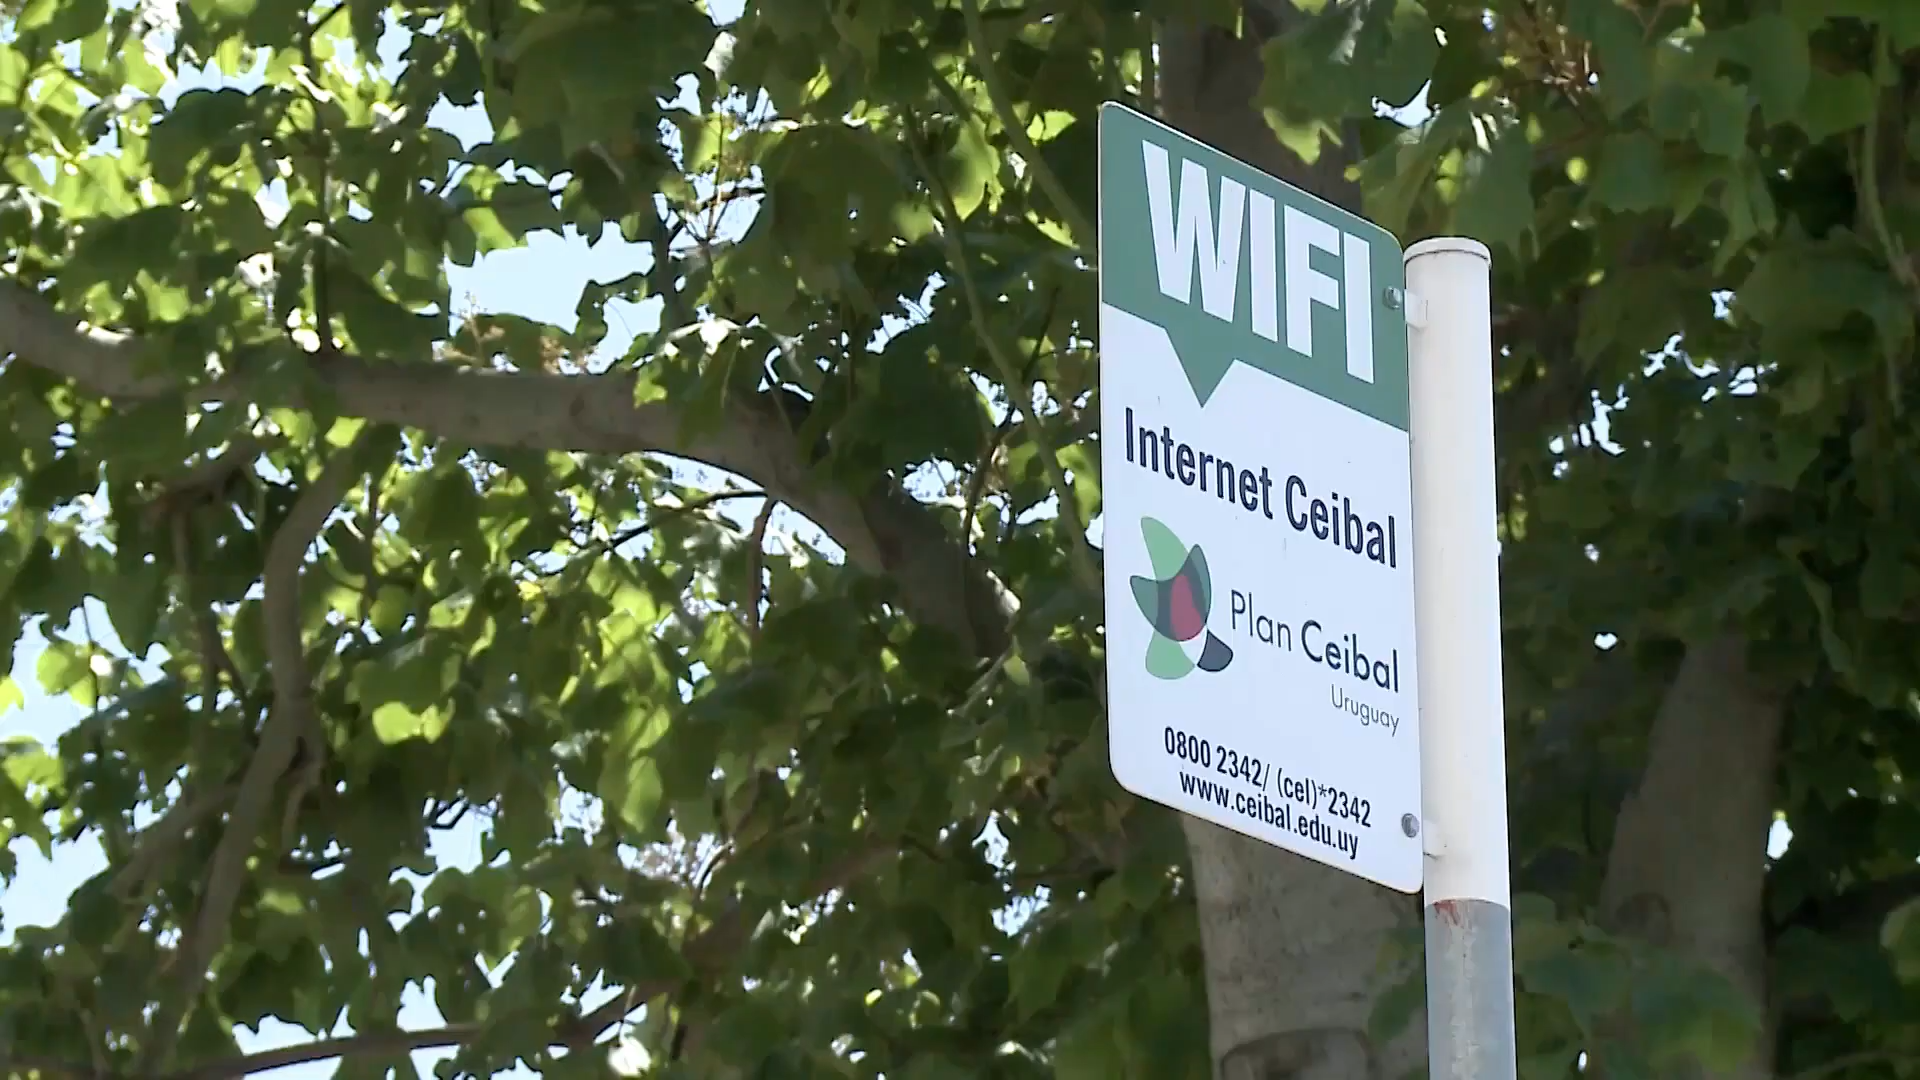 WIFI
Internet Ceibal
Plan Ceibal
Uruguay
0800 2342/ (cel)*2342
www.ceibal.edu.uy